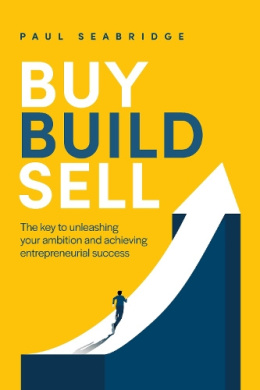 PAUL SEABRIDGE
BUY
BUILD
SELL
The key to unleashing
your ambition and achieving
entrepreneurial success